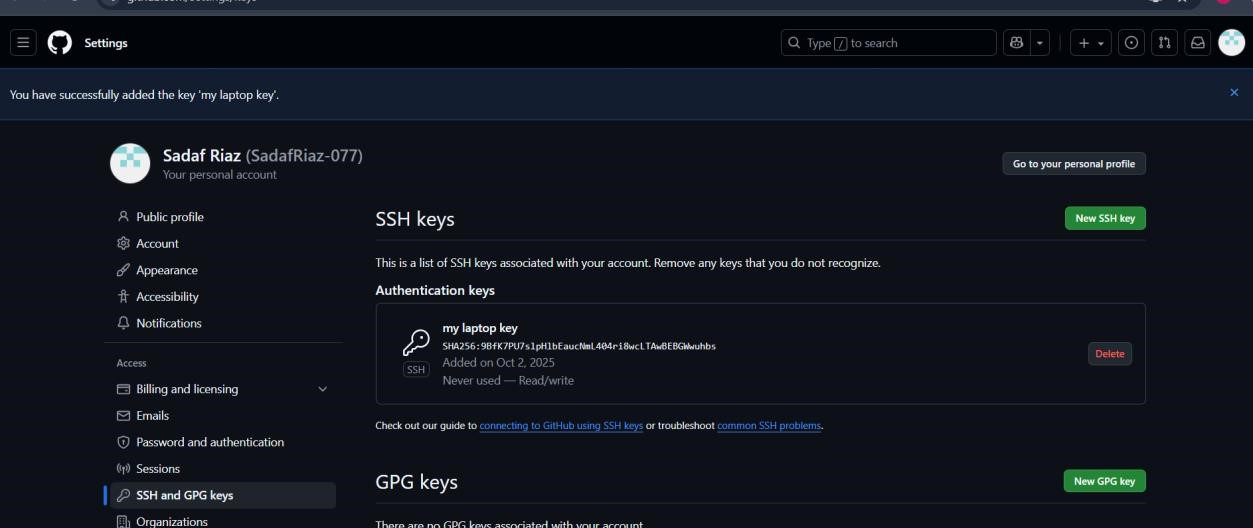 Settings
Type / to search
You have successfully added the key 'my laptop key'.
Sadaf Riaz (SadafRiaz-077)
Your personal account
Go to your personal profile
Public profile
Account
Appearance
Accessibility
Notifications
Access
Billing and licensing
Emails
Password and authentication
Sessions
SSH and GPG keys
Organizations
SSH keys
New SSH key
This is a list of SSH keys associated with your account. Remove any keys that you do not recognize.
Authentication keys
my laptop key
SHA256:9BfK7PU7slpHlbEaucNmL404ri8wcLTAwBEBGWwuhbs
Added on Oct 2, 2025
Never used — Read/write
SSH
Delete
Check out our guide to connecting to GitHub using SSH keys or troubleshoot common SSH problems.
GPG keys
New GPG key
There are no GPG keys associated with your account.